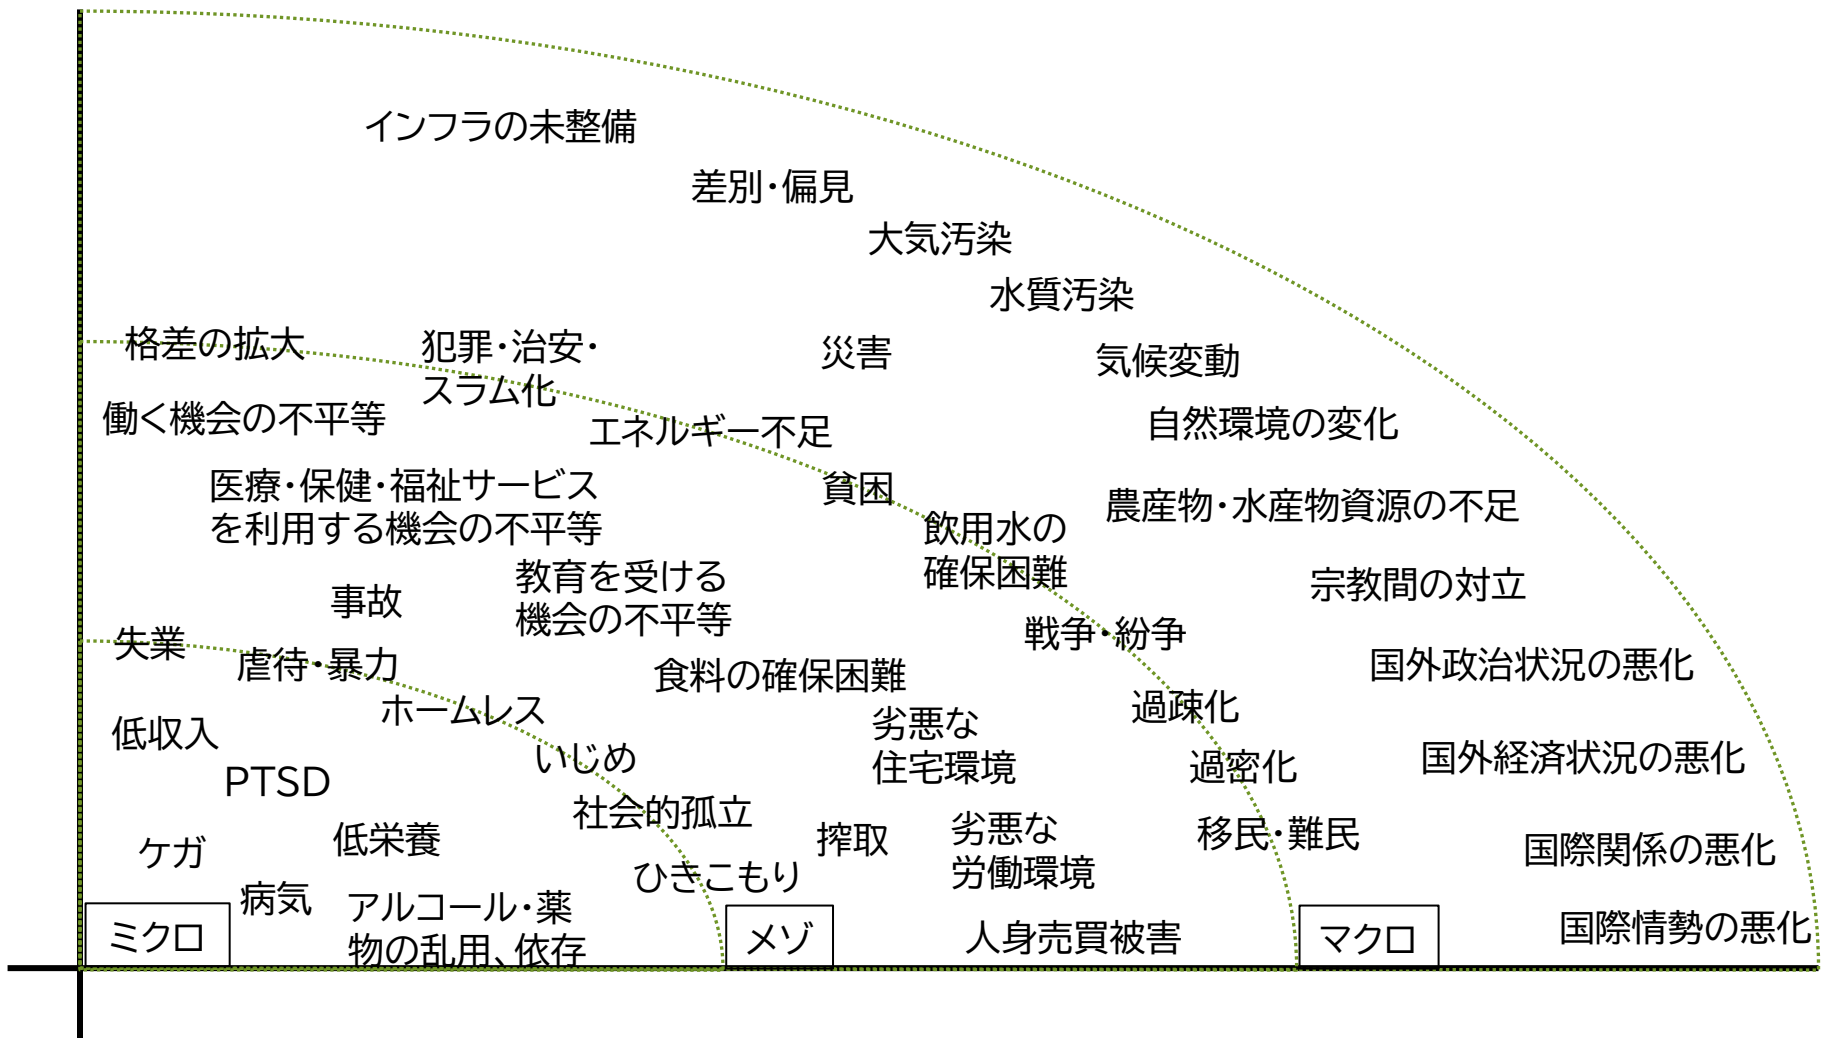 インフラの未整備
差別・偏見
大気汚染
水質汚染
格差の拡大
犯罪・治安・
スラム化
災害
気候変動
働く機会の不平等
エネルギー不足
自然環境の変化
医療・保健・福祉サービス
を利用する機会の不平等
貧困
飲用水の
確保困難
農産物・水産物資源の不足
事故
教育を受ける
機会の不平等
宗教間の対立
失業
虐待・暴力
食料の確保困難
戦争・紛争
国外政治状況の悪化
低収入
ホームレス
いじめ
劣悪な
住宅環境
過疎化
過密化
国外経済状況の悪化
PTSD
社会的孤立
ケガ
低栄養
搾取
劣悪な
労働環境
移民・難民
国際関係の悪化
病気
アルコール・薬
物の乱用、依存
ひきこもり
人身売買被害
国際情勢の悪化
ミクロ
メゾ
マクロ